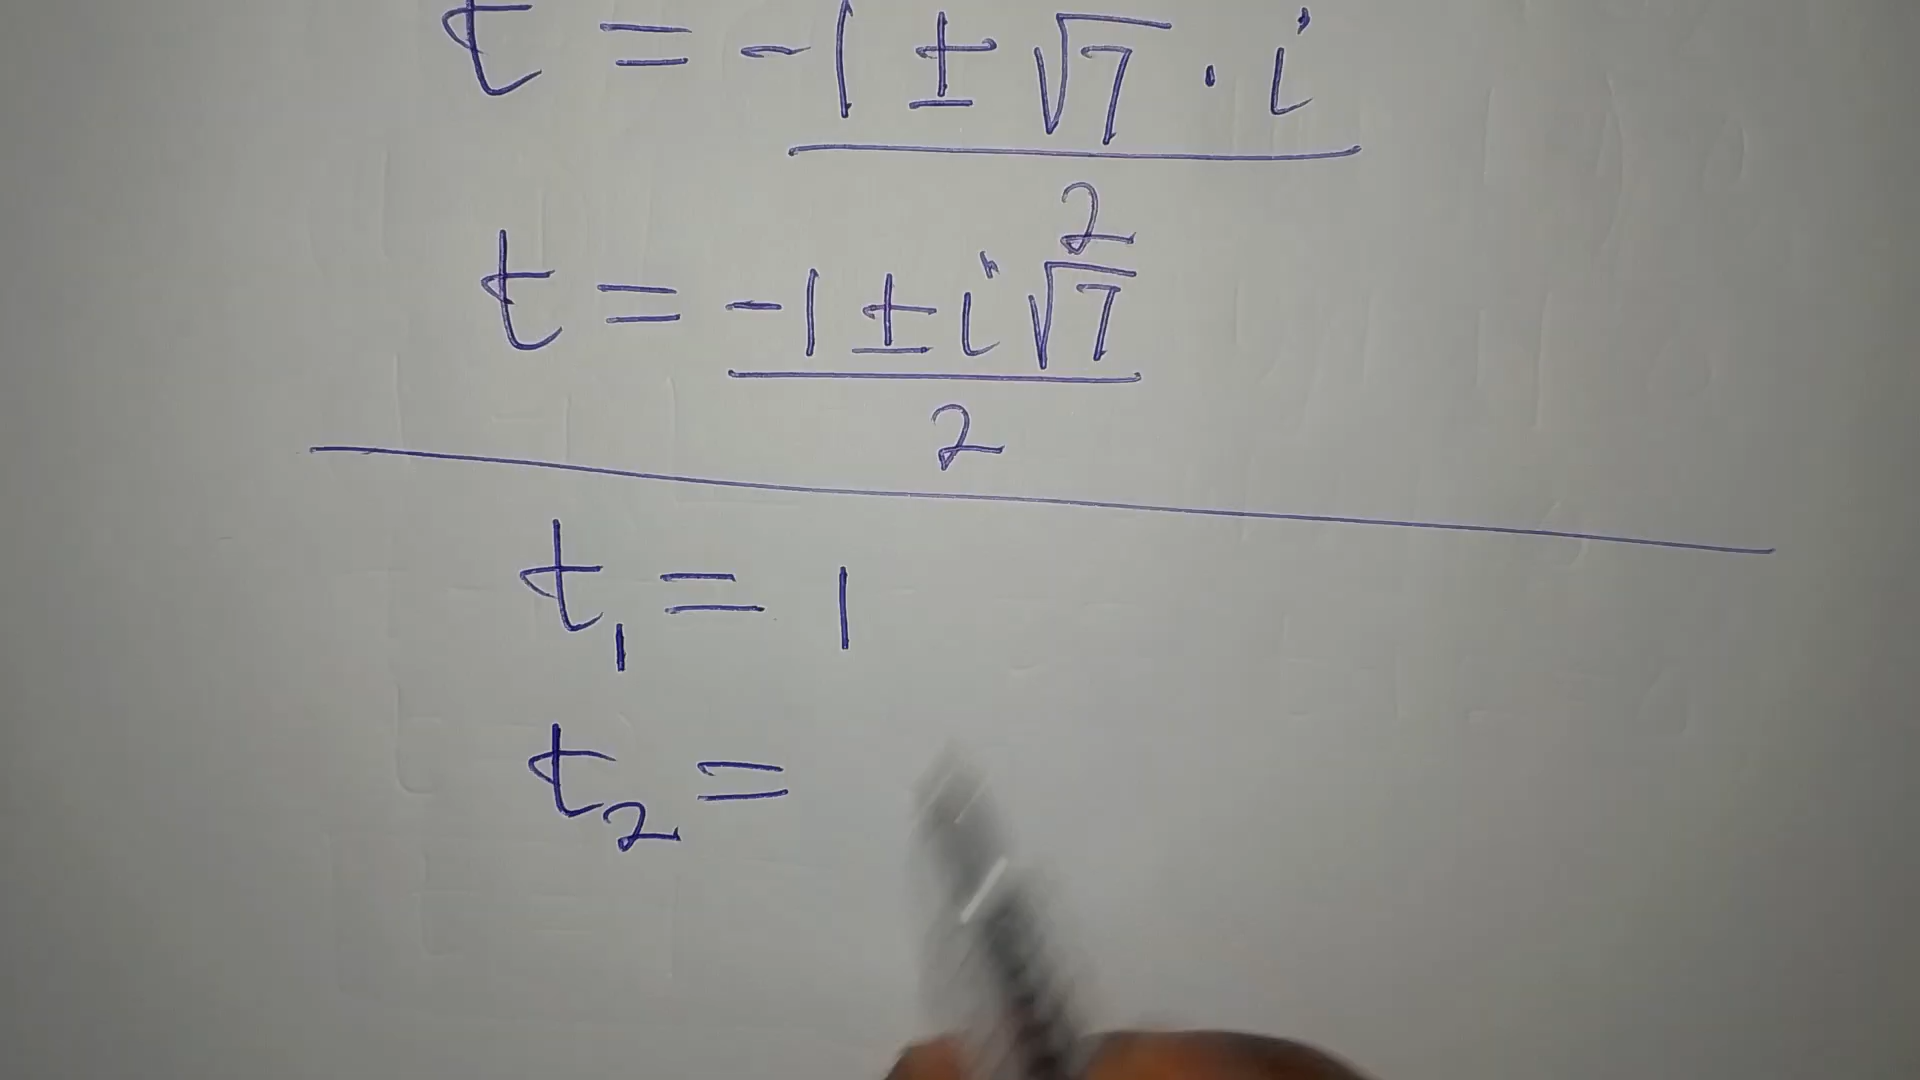 t = -1 ± √7 · i
2
t = -1 ± i √7
2
t₁ = 1
t₂ =